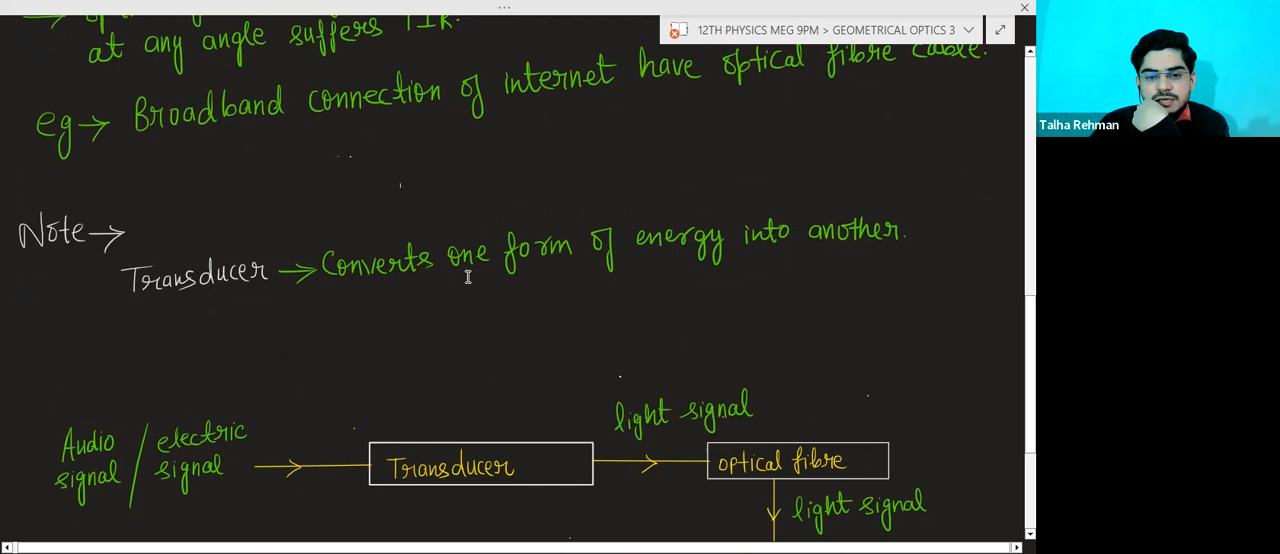 at any angle suffers TIR.
12TH PHYSICS MEG 9PM > GEOMETRICAL OPTICS 3
eg → Broadband connection of internet have optical fibre cable.
Talha Rehman
Note →
Transducer → Converts one form of energy into another.
light signal
Audio signal / electric signal
Transducer
optical fibre
light signal